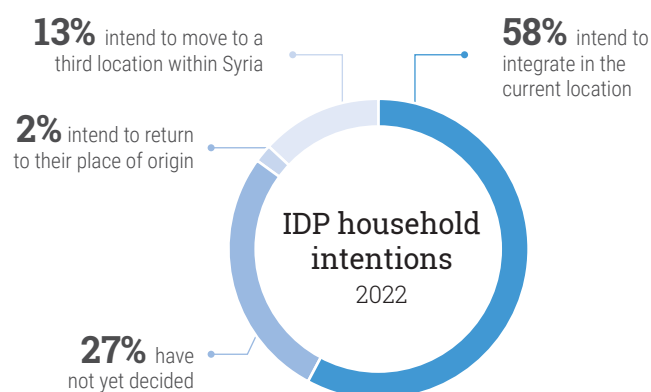 13% intend to move to a
third location within Syria
58% intend to
integrate in the
current location
2% intend to return
to their place of origin
IDP household
intentions
2022
27% have
not yet decided